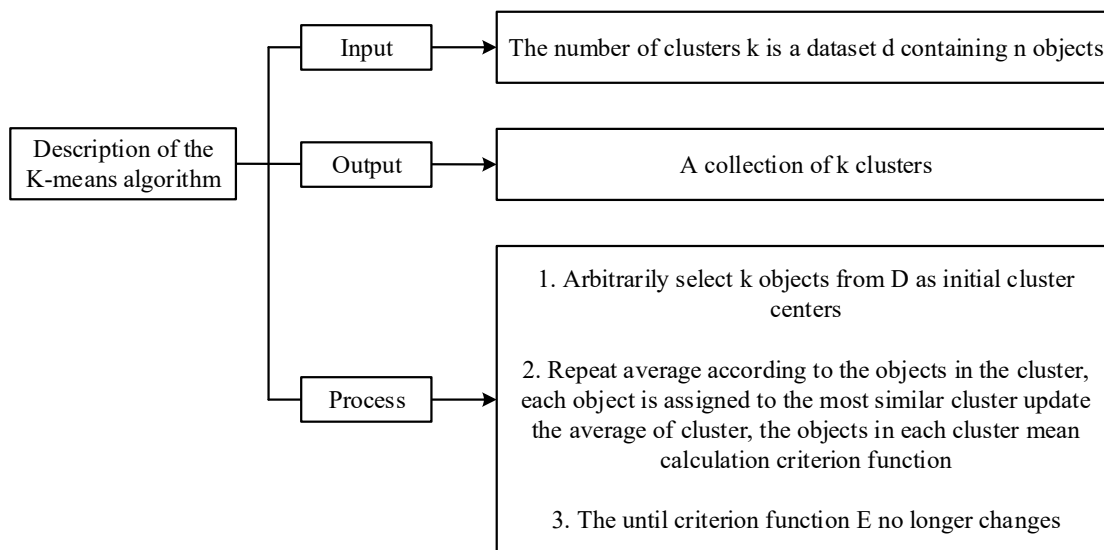 Description of the
K-means algorithm
Input
The number of clusters k is a dataset d containing n objects
Output
A collection of k clusters
Process
1. Arbitrarily select k objects from D as initial cluster
centers
2. Repeat average according to the objects in the cluster,
each object is assigned to the most similar cluster update
the average of cluster, the objects in each cluster mean
calculation criterion function
3. The until criterion function E no longer changes